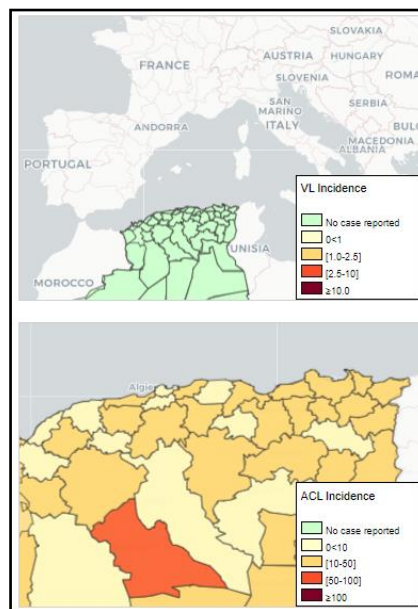 SLOVAKIA
FRANCE
AUSTRIA
HUNGARY
SLOVENIA
ROMA
SAN
MARINO
ITALY
SERBIA
ANDORRA
BUL
MACEDONIA
ALBANIA
PORTUGAL
TUNISIA
MOROCCO
VL Incidence
No case reported
0<1
[1.0-2.5]
[2.5-10]
≥10.0
Algie
ACL Incidence
No case reported
0<10
[10-50]
[50-100]
≥100